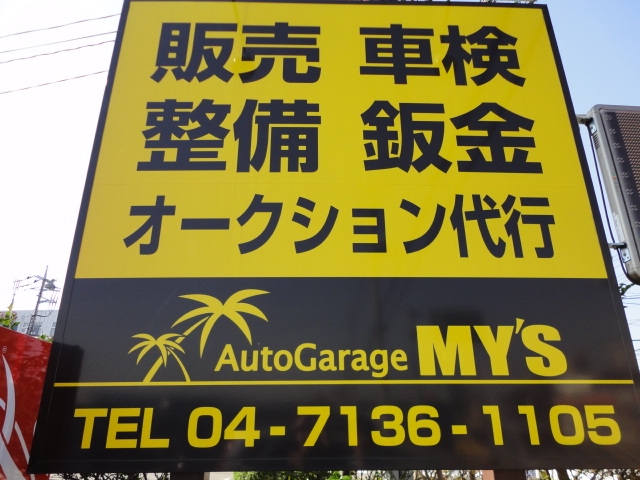 販売 車検
整備 鈑金
オークション代行
AutoGarage MY'S
TEL 04-7136-1105